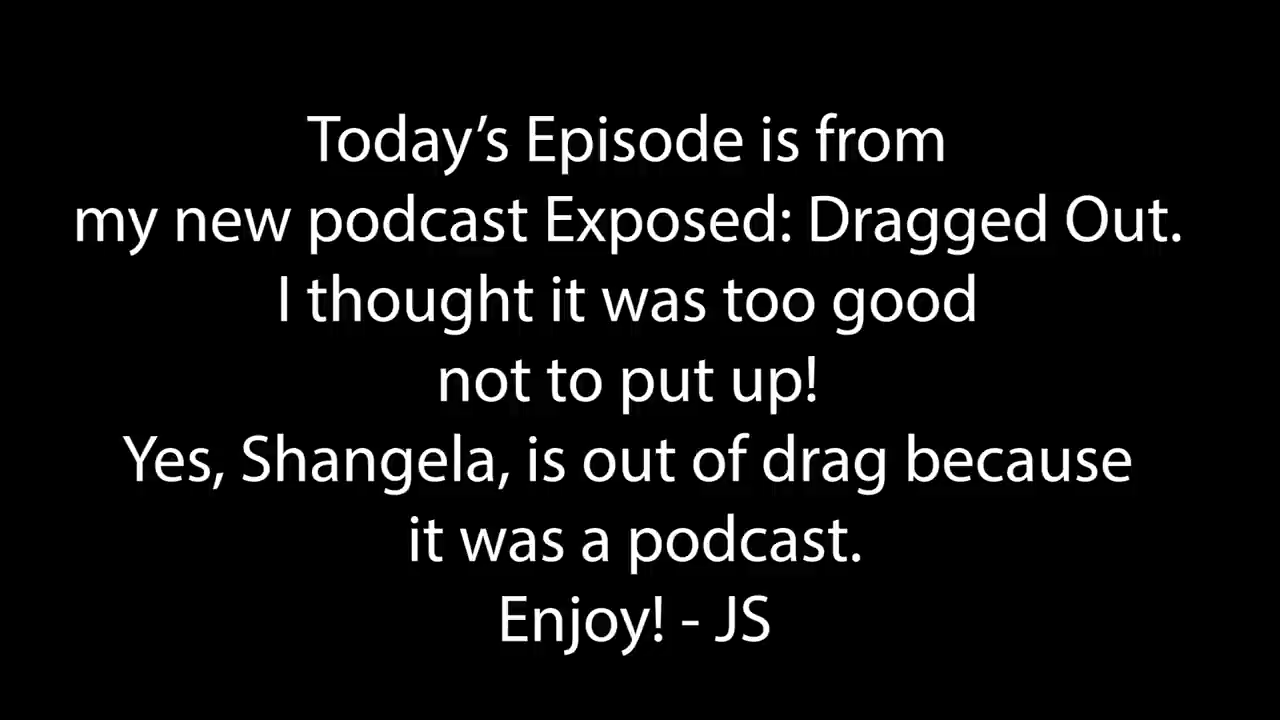 Today’s Episode is from
my new podcast Exposed: Dragged Out.
I thought it was too good
not to put up!
Yes, Shangela, is out of drag because
it was a podcast.
Enjoy! - JS